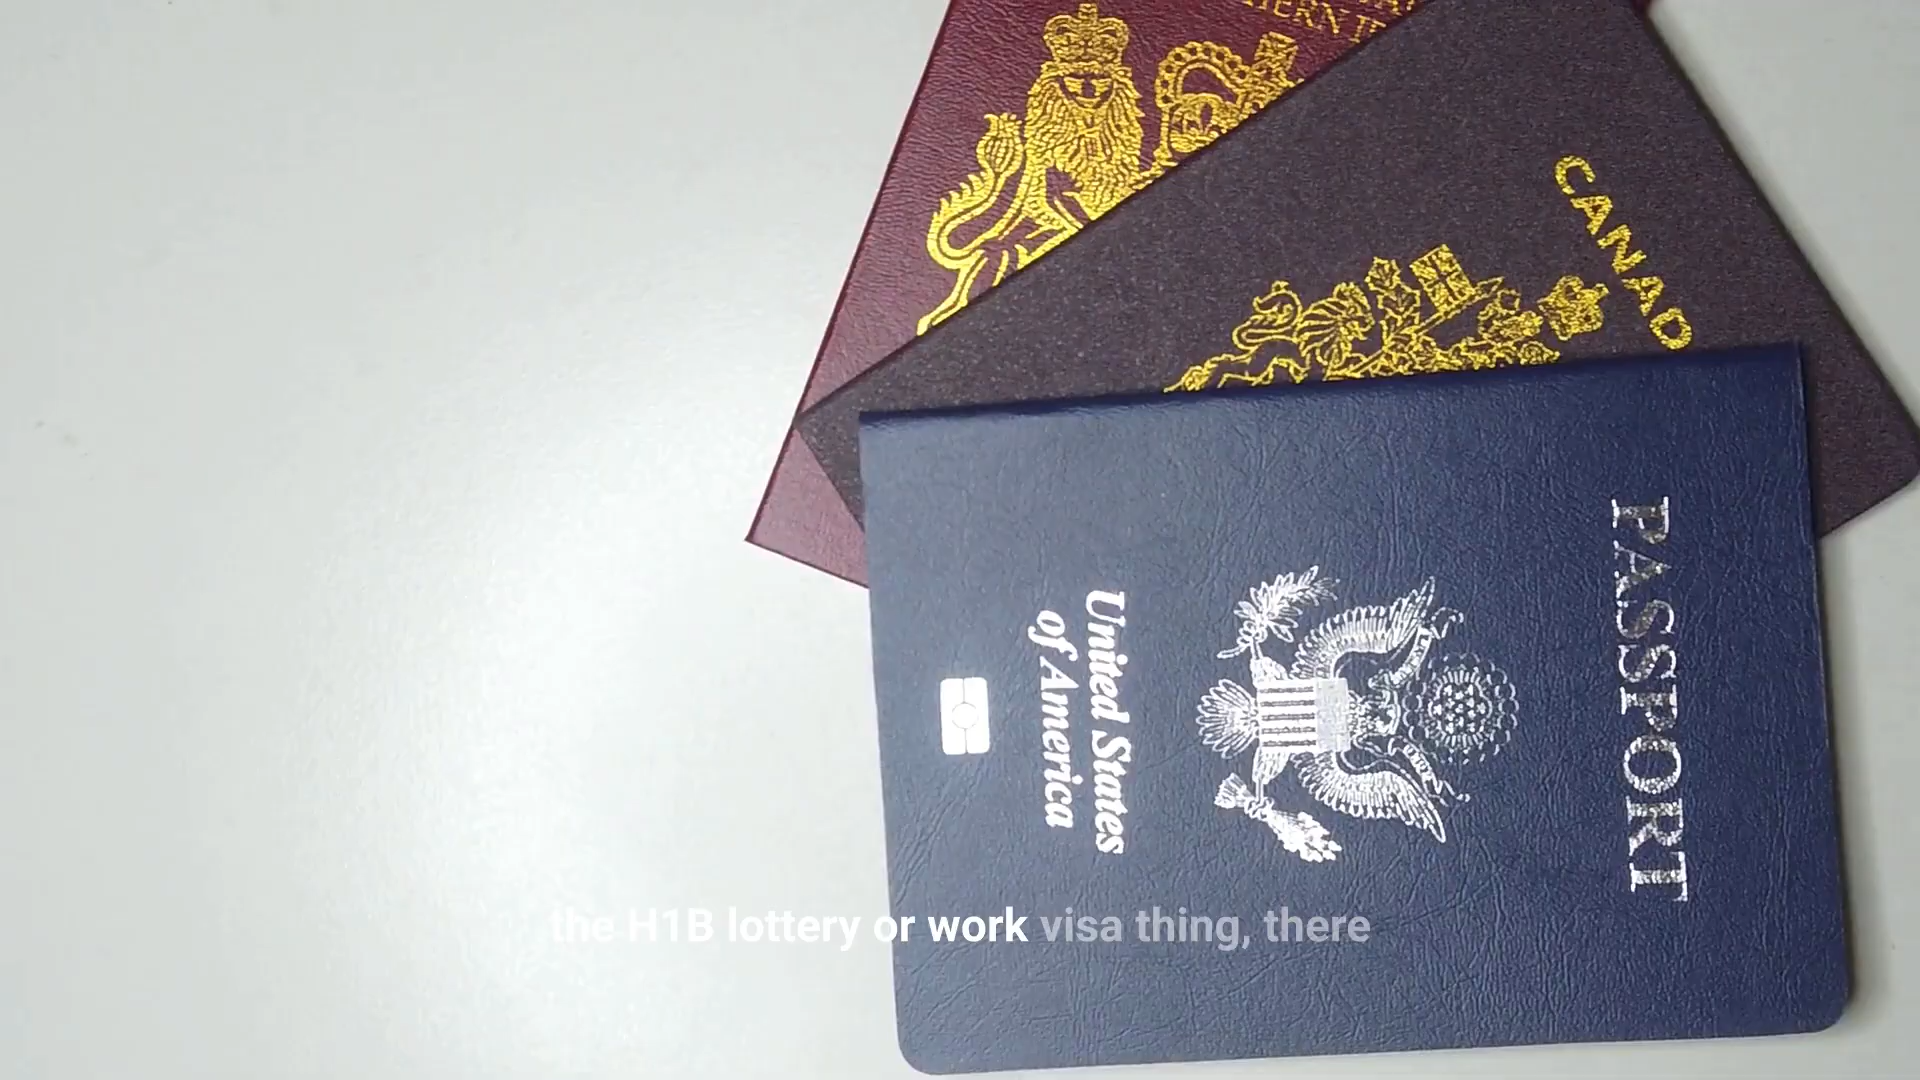 CANAD
PASSPORT
United States
of America
the H1B lottery or work visa thing, there